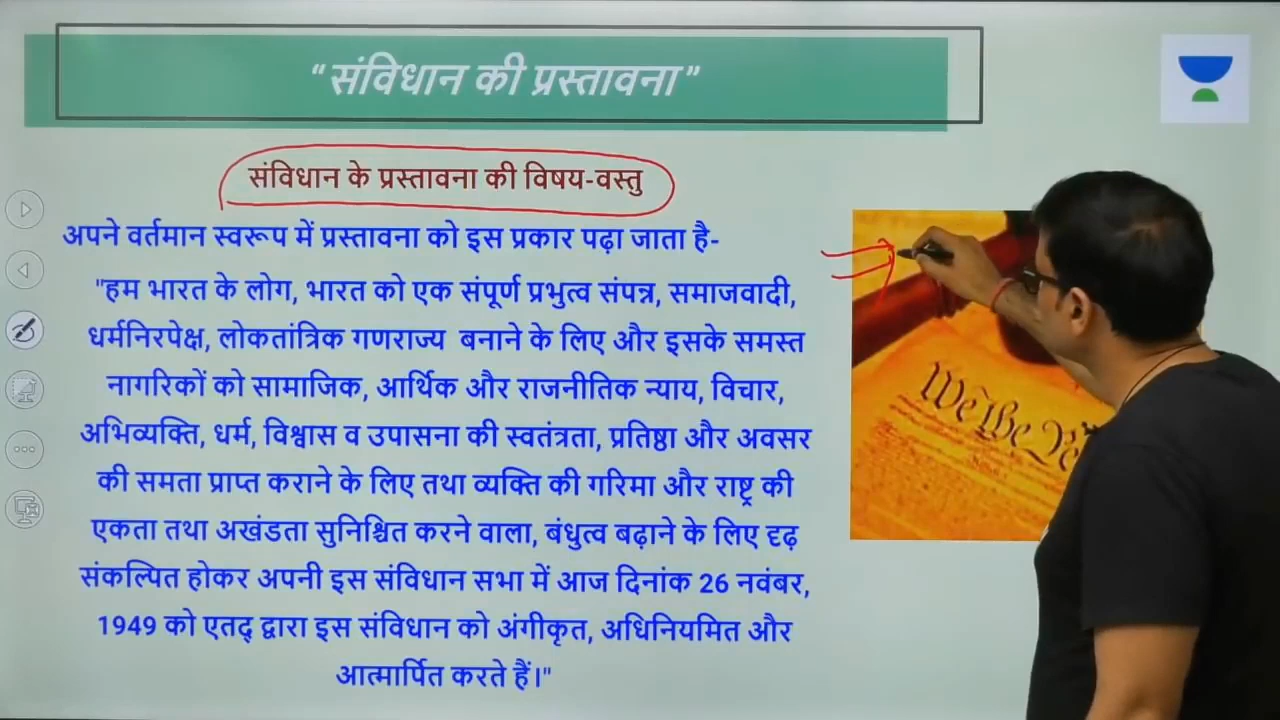 “संविधान की प्रस्तावना”
संविधान के प्रस्तावना की विषय-वस्तु
अपने वर्तमान स्वरूप में प्रस्तावना को इस प्रकार पढ़ा जाता है-
"हम भारत के लोग, भारत को एक संपूर्ण प्रभुत्व संपन्न, समाजवादी,
धर्मनिरपेक्ष, लोकतांत्रिक गणराज्य बनाने के लिए और इसके समस्त
नागरिकों को सामाजिक, आर्थिक और राजनीतिक न्याय, विचार,
अभिव्यक्ति, धर्म, विश्वास व उपासना की स्वतंत्रता, प्रतिष्ठा और अवसर
की समता प्राप्त कराने के लिए तथा व्यक्ति की गरिमा और राष्ट्र की
एकता तथा अखंडता सुनिश्चित करने वाला, बंधुत्व बढ़ाने के लिए दृढ़
संकल्पित होकर अपनी इस संविधान सभा में आज दिनांक 26 नवंबर,
1949 को एतद् द्वारा इस संविधान को अंगीकृत, अधिनियमित और
आत्मार्पित करते हैं।"
We the Pe